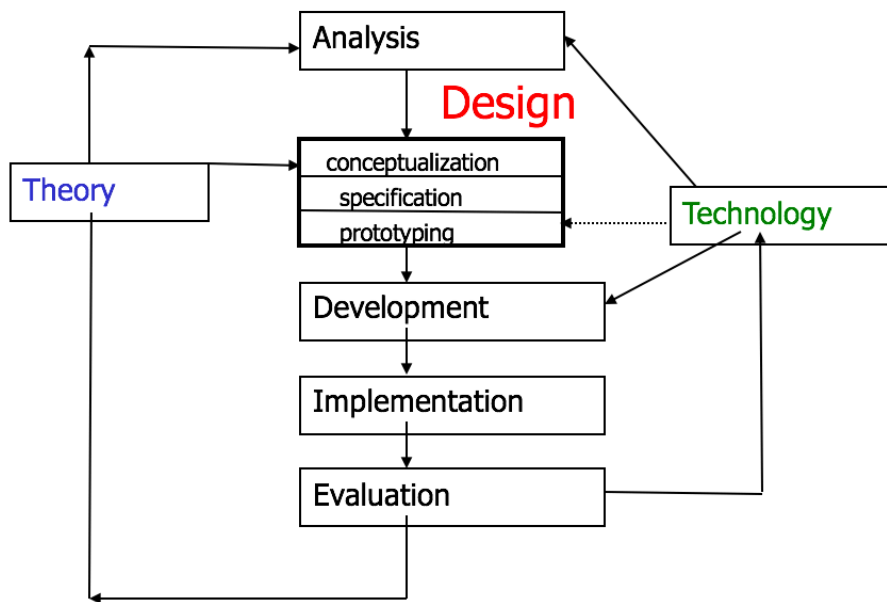 Analysis
Design
conceptualization
Theory
specification
Technology
prototyping
Development
Implementation
Evaluation